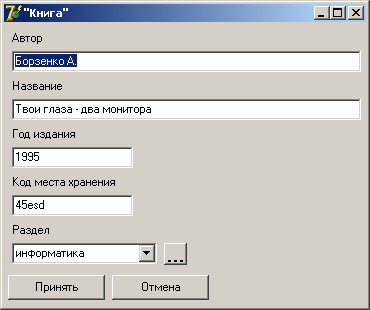 "Книга"
Автор
Борзенко А.
Название
Твои глаза - два монитора
Год издания
1995
Код места хранения
45esd
Раздел
информатика
...
Принять Отмена